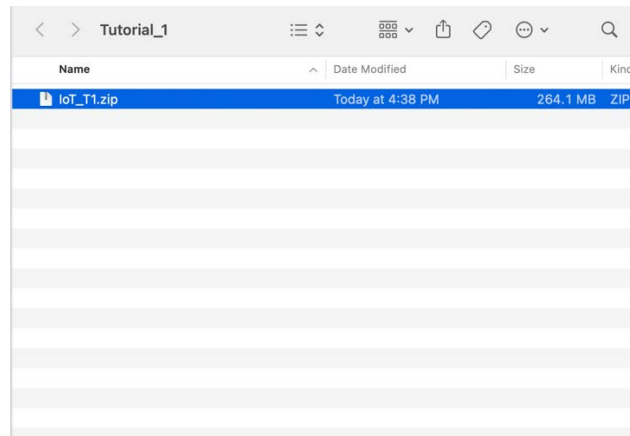 Tutorial_1
Name Date Modified Size Kind
IoT_T1.zip Today at 4:38 PM 264.1 MB ZIP